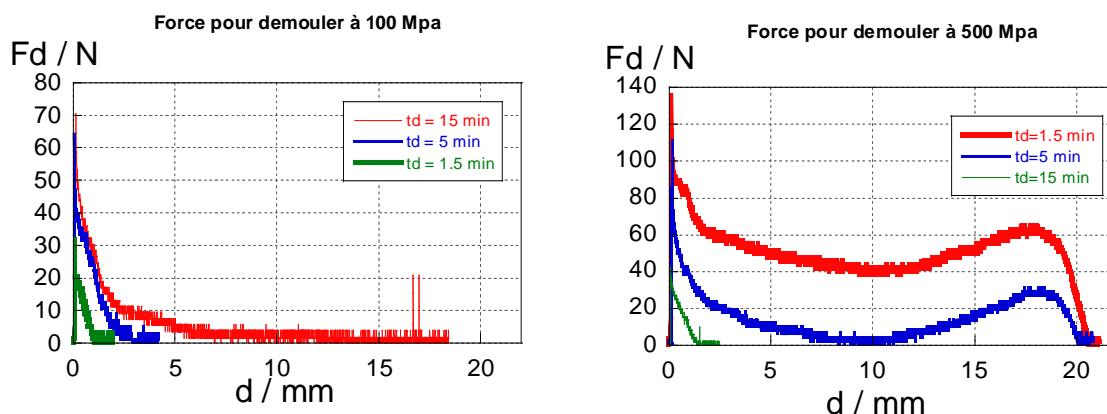 Force pour demouler à 100 Mpa
Fd / N
80
70
60
50
40
30
20
10
0
td = 15 min
td = 5 min
td = 1.5 min
0 5 10 15 20
d / mm
Force pour demouler à 500 Mpa
Fd / N
140
120
100
80
60
40
20
0
td=1.5 min
td=5 min
td=15 min
0 5 10 15 20
d / mm